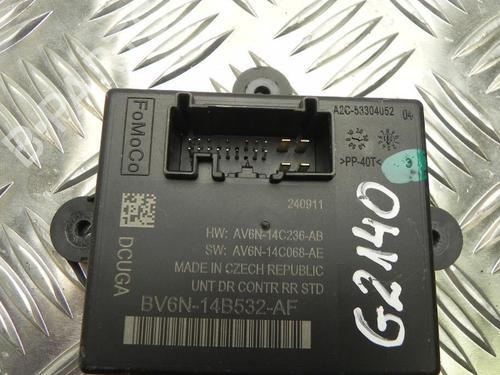 FoMoCo
A2C-53304052 04
>PP-40T<
3
240911
HW: AV6N-14C236-AB
SW: AV6N-14C068-AE
MADE IN CZECH REPUBLIC
UNT DR CONTR RR STD
BV6N-14B532-AF
DCUGA
G2140